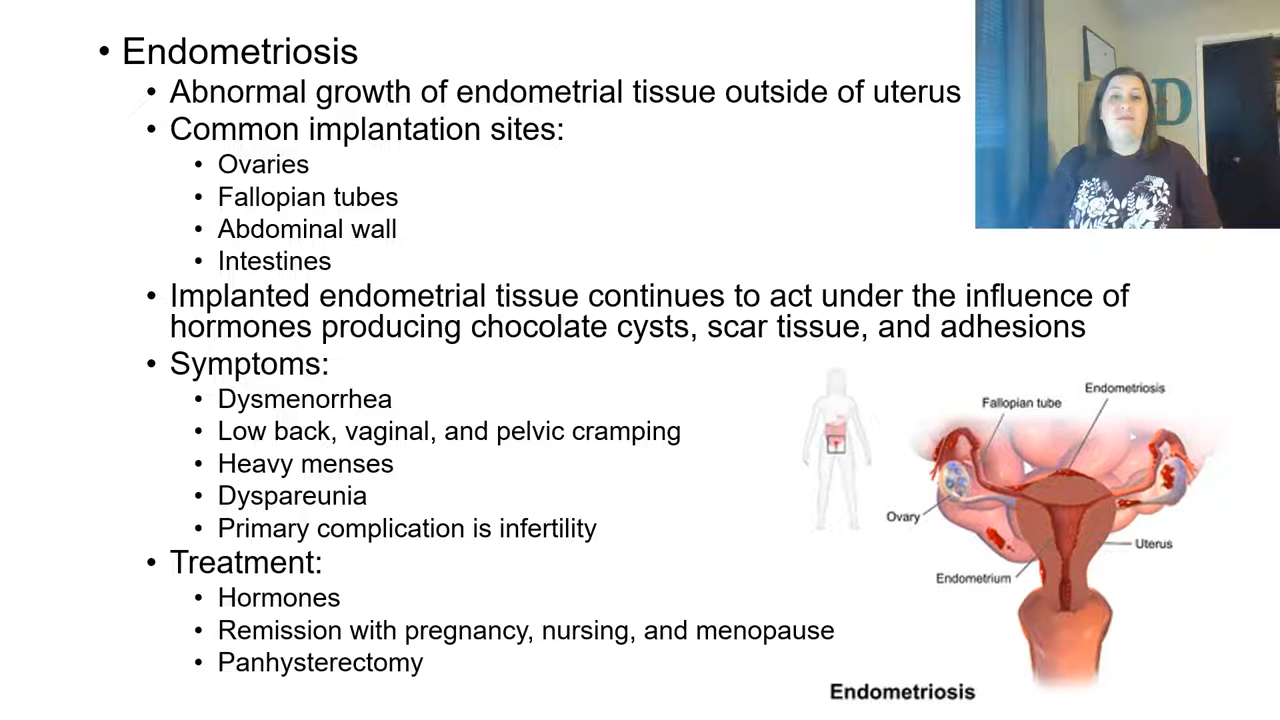 • Endometriosis
• Abnormal growth of endometrial tissue outside of uterus
• Common implantation sites:
• Ovaries
• Fallopian tubes
• Abdominal wall
• Intestines
• Implanted endometrial tissue continues to act under the influence of
hormones producing chocolate cysts, scar tissue, and adhesions
• Symptoms:
• Dysmenorrhea
• Low back, vaginal, and pelvic cramping
• Heavy menses
• Dyspareunia
• Primary complication is infertility
• Treatment:
• Hormones
• Remission with pregnancy, nursing, and menopause
• Panhysterectomy
D
Endometriosis
Fallopian tube
Ovary
Uterus
Endometrium
Endometriosis